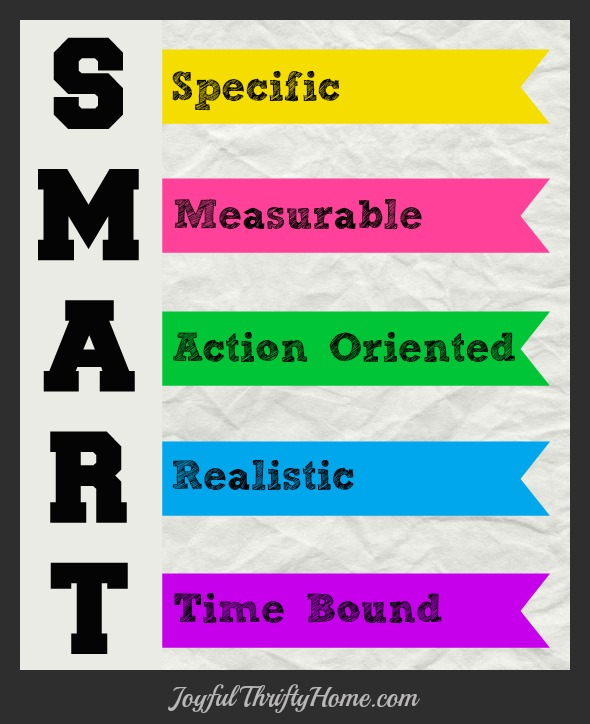 S Specific
M Measurable
A Action Oriented
R Realistic
T Time Bound
JoyfulThriftyHome.com